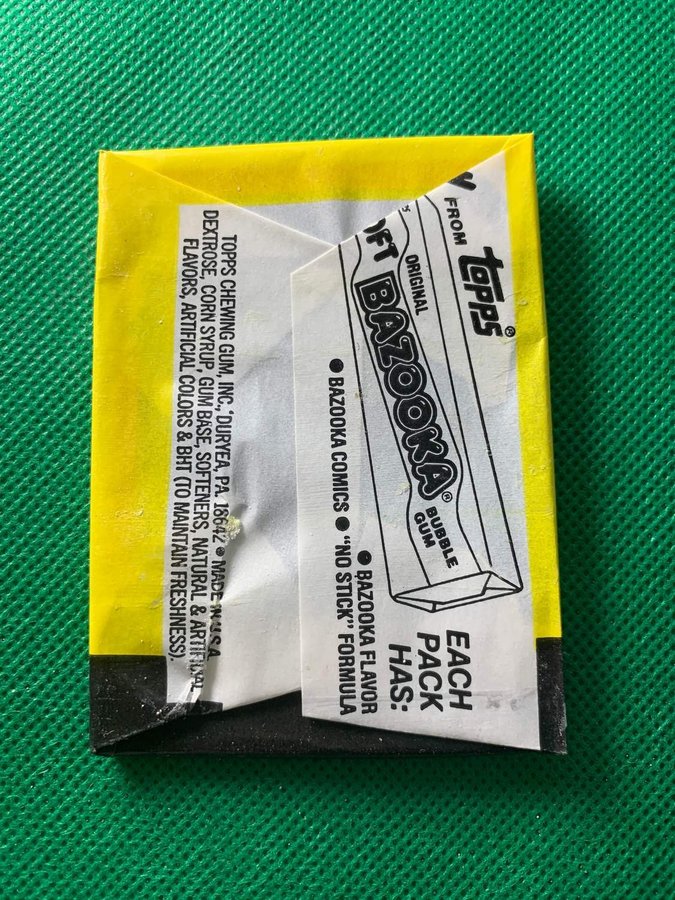 FROM
topps®
OFT
ORIGINAL
BAZOOKA®
BUBBLE
GUM
EACH
PACK
HAS:
● BAZOOKA FLAVOR
● BAZOOKA COMICS ● "NO STICK" FORMULA
TOPPS CHEWING GUM, INC., DURYEA, PA. 18642 ● MADE IN U.S.A.
DEXTROSE, CORN SYRUP, GUM BASE, SOFTENERS, NATURAL & ARTIFICIAL
FLAVORS, ARTIFICIAL COLORS & BHT (TO MAINTAIN FRESHNESS).